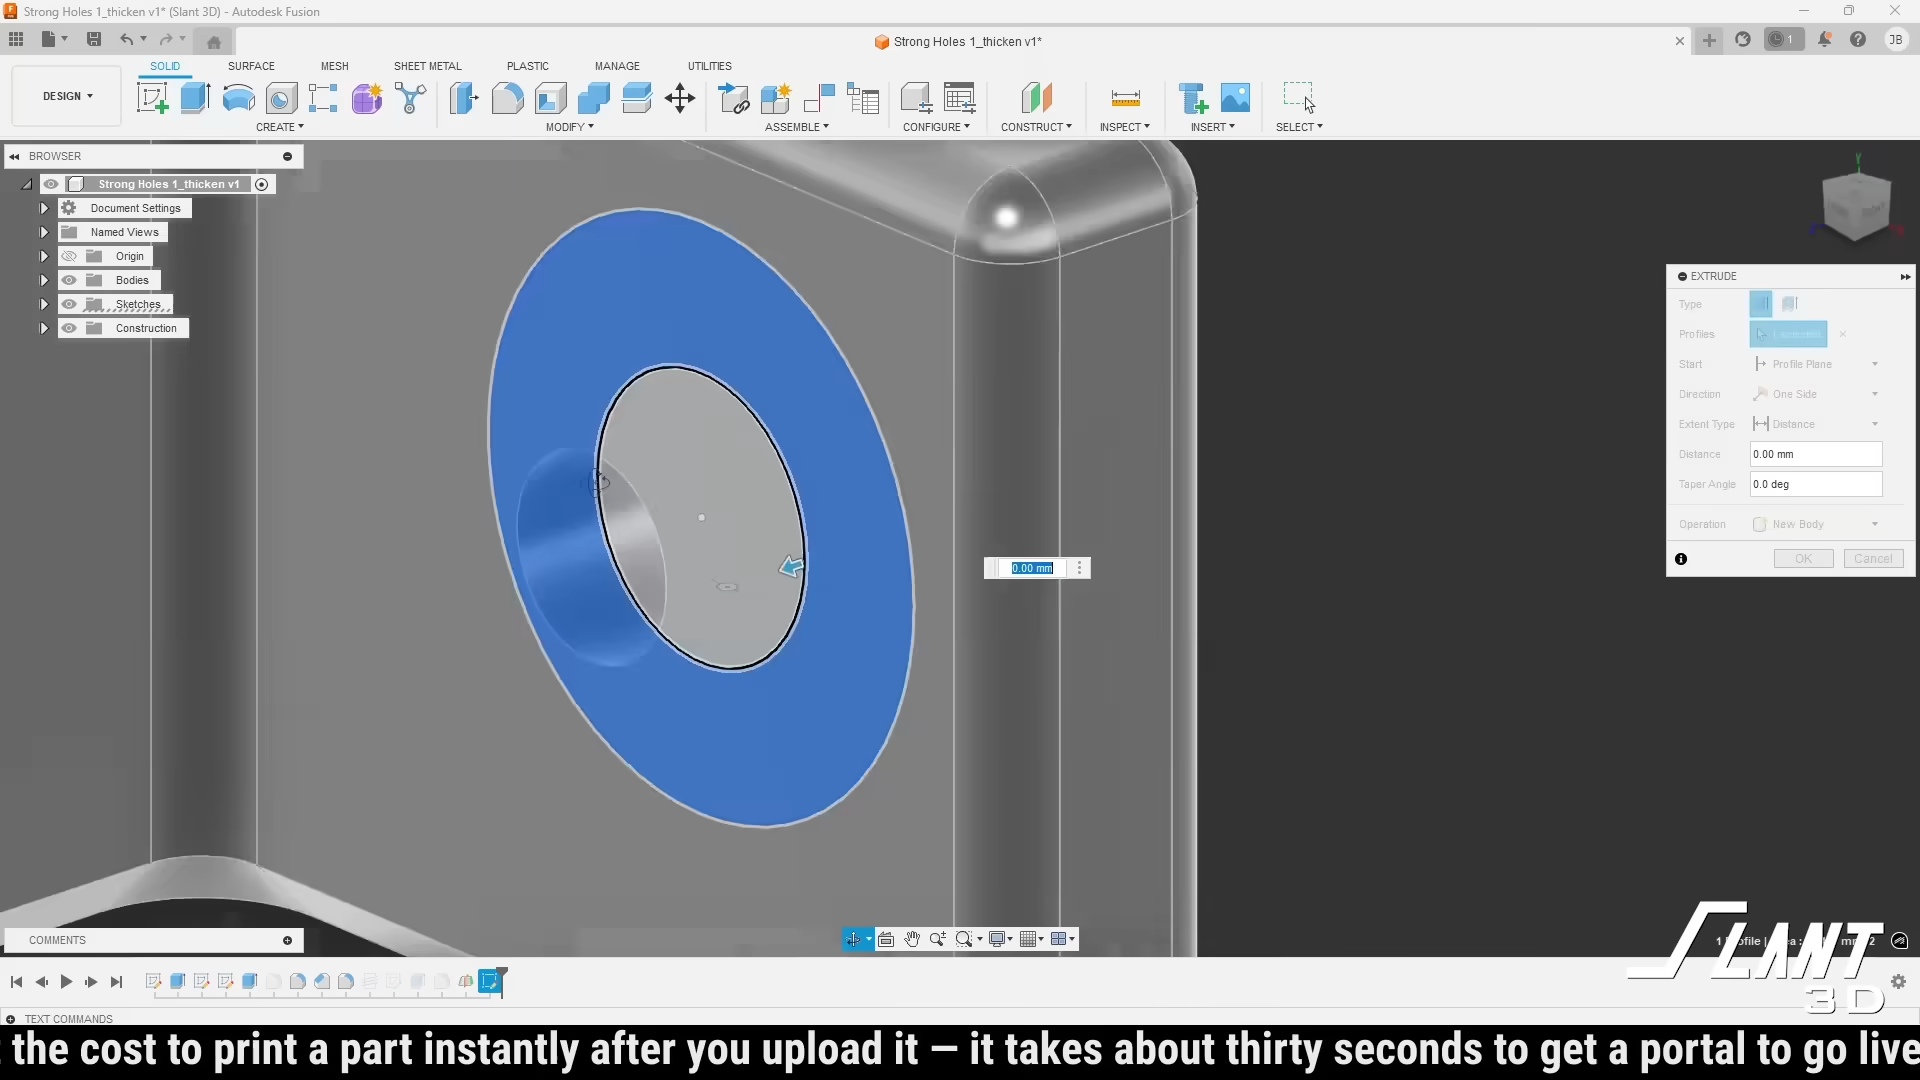 Strong Holes 1_thicken v1* (Slant 3D) - Autodesk Fusion
Strong Holes 1_thicken v1*
1
JB
DESIGN
SOLID
SURFACE
MESH
SHEET METAL
PLASTIC
MANAGE
UTILITIES
CREATE
MODIFY
ASSEMBLE
CONFIGURE
CONSTRUCT
INSPECT
INSERT
SELECT
BROWSER
Strong Holes 1_thicken v1
Document Settings
Named Views
Origin
Bodies
Sketches
Construction
Y
EXTRUDE
Type
Profiles
Start
Profile Plane
Direction
One Side
Extent Type
Distance
Distance
0.00 mm
Taper Angle
0.0 deg
Operation
New Body
OK
Cancel
0.00 mm
COMMENTS
1 Profile |
SLANT
3D
TEXT COMMANDS
the cost to print a part instantly after you upload it — it takes about thirty seconds to get a portal to go live